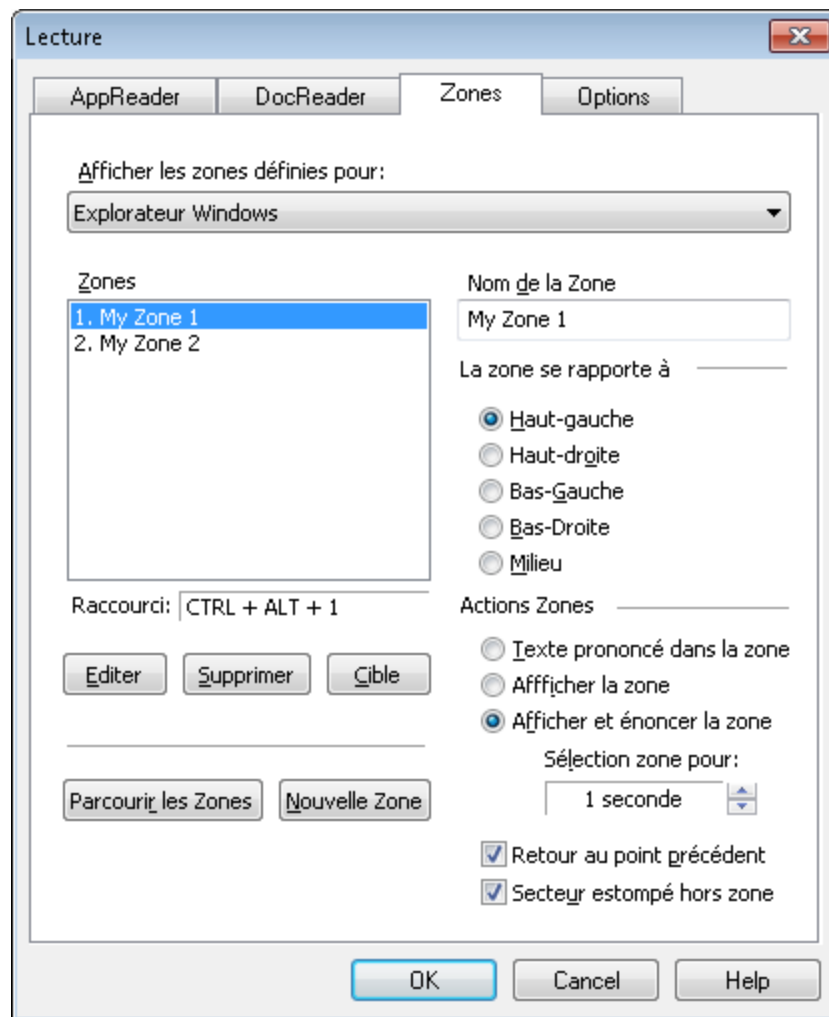 Lecture
AppReader DocReader Zones Options
Afficher les zones définies pour:
Explorateur Windows
Zones
1. My Zone 1
2. My Zone 2
Raccourci: CTRL + ALT + 1
Editer Supprimer Cible
Parcourir les Zones Nouvelle Zone
Nom de la Zone
My Zone 1
La zone se rapporte à
Haut-gauche
Haut-droite
Bas-Gauche
Bas-Droite
Milieu
Actions Zones
Texte prononcé dans la zone
Affficher la zone
Afficher et énoncer la zone
Sélection zone pour:
1 seconde
Retour au point précédent
Secteur estompé hors zone
OK Cancel Help